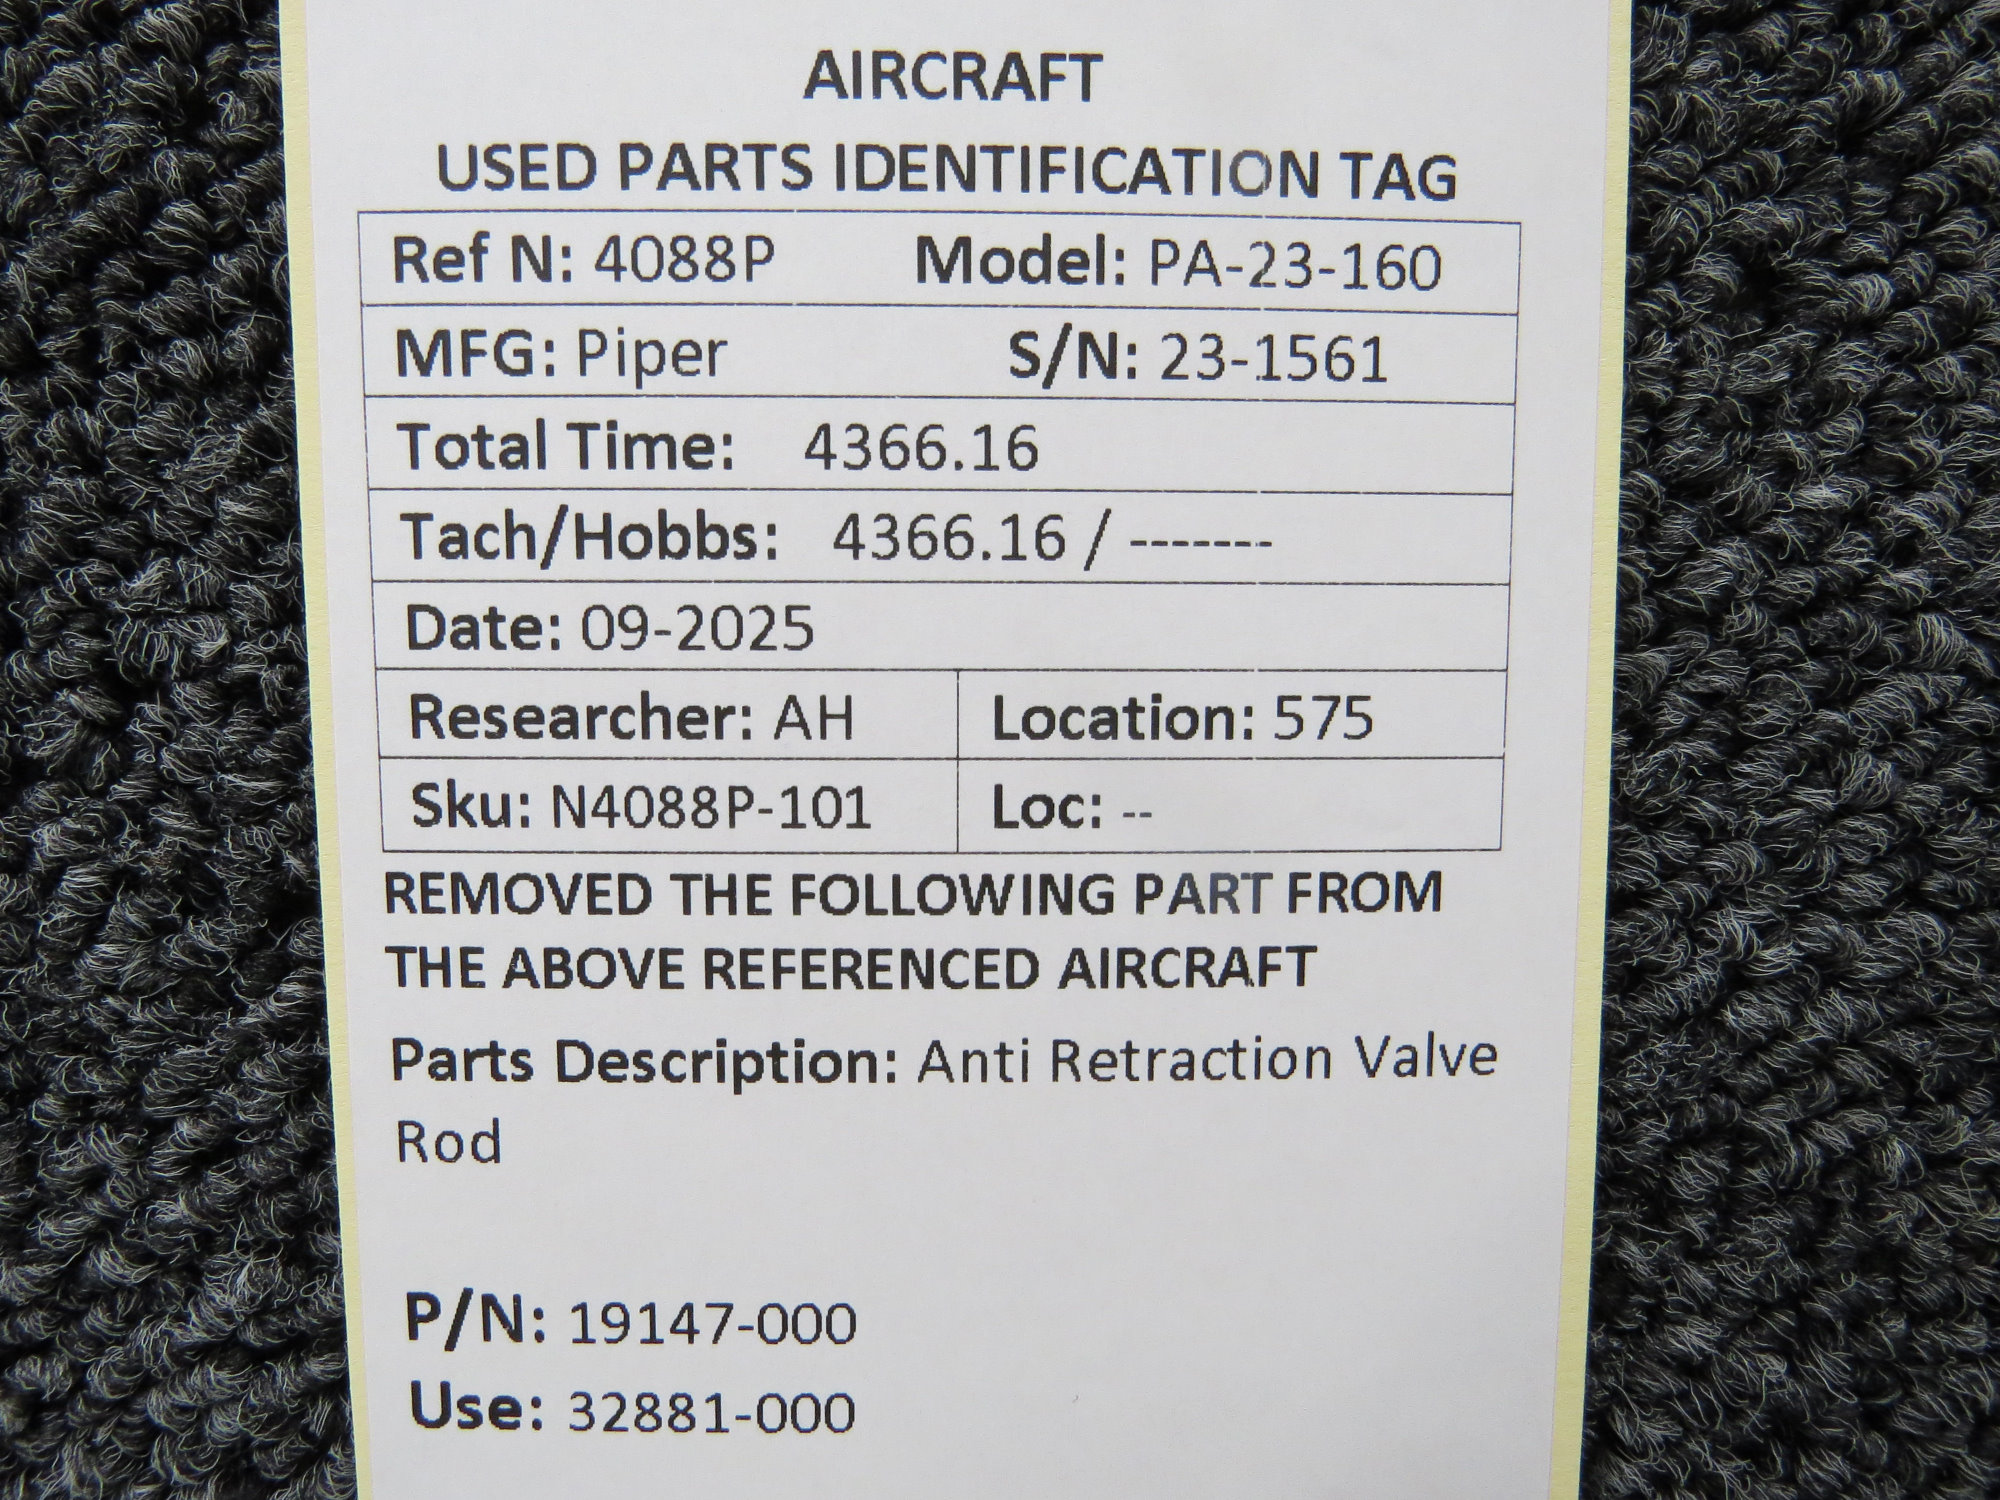 AIRCRAFT
USED PARTS IDENTIFICATION TAG
Ref N: 4088P Model: PA-23-160
MFG: Piper S/N: 23-1561
Total Time: 4366.16
Tach/Hobbs: 4366.16 / -------
Date: 09-2025
Researcher: AH Location: 575
Sku: N4088P-101 Loc: --
REMOVED THE FOLLOWING PART FROM
THE ABOVE REFERENCED AIRCRAFT
Parts Description: Anti Retraction Valve
Rod
P/N: 19147-000
Use: 32881-000